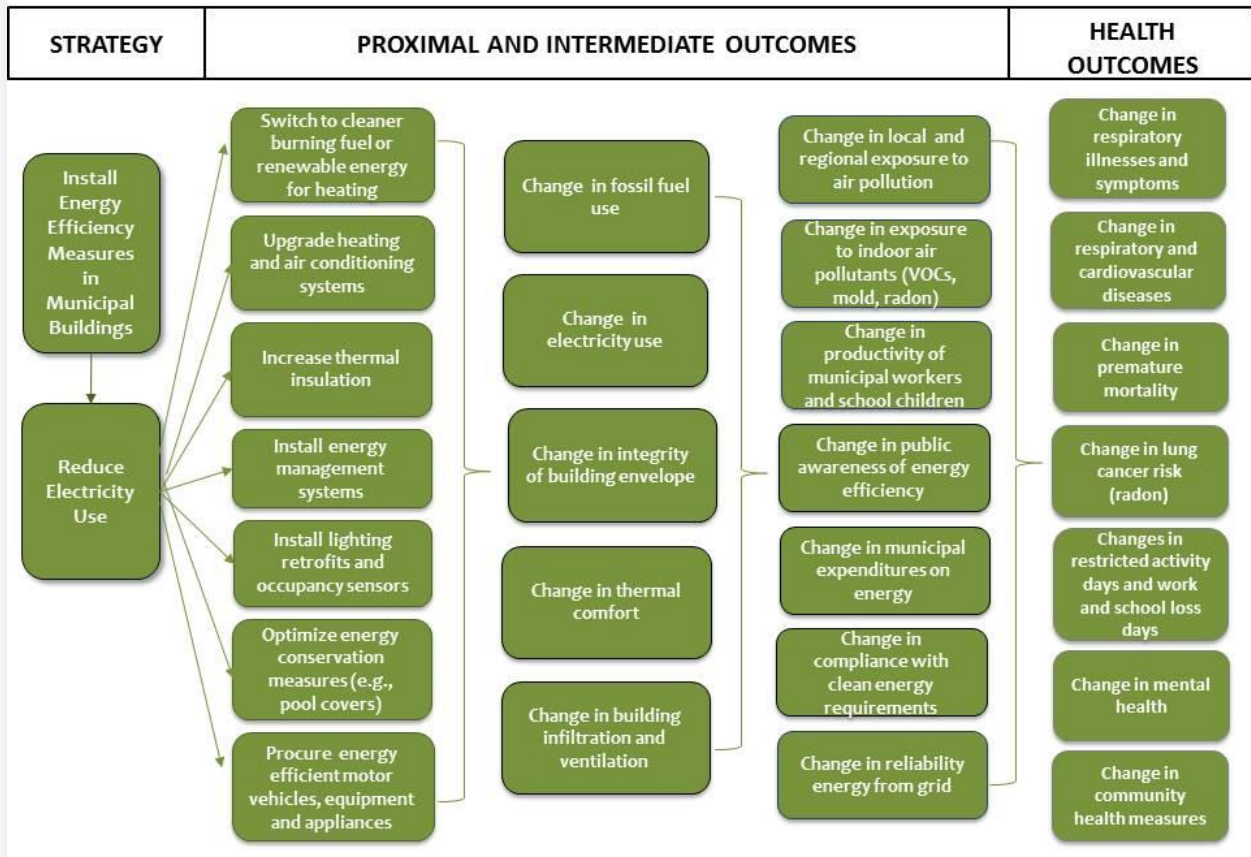 STRATEGY
PROXIMAL AND INTERMEDIATE OUTCOMES
HEALTH
OUTCOMES
Install
Energy
Efficiency
Measures
in
Municipal
Buildings
Reduce
Electricity
Use
Switch to cleaner
burning fuel or
renewable energy
for heating
Upgrade heating
and air conditioning
systems
Increase thermal
insulation
Install energy
management
systems
Install lighting
retrofits and
occupancy sensors
Optimize energy
conservation
measures (e.g.,
pool covers)
Procure energy
efficient motor
vehicles, equipment
and appliances
Change in fossil fuel
use
Change in
electricity use
Change in integrity
of building envelope
Change in thermal
comfort
Change in building
infiltration and
ventilation
Change in local and
regional exposure to
air pollution
Change in exposure
to indoor air
pollutants (VOCs,
mold, radon)
Change in
productivity of
municipal workers
and school children
Change in public
awareness of energy
efficiency
Change in municipal
expenditures on
energy
Change in
compliance with
clean energy
requirements
Change in reliability
energy from grid
Change in
respiratory
illnesses and
symptoms
Change in
respiratory and
cardiovascular
diseases
Change in
premature
mortality
Change in lung
cancer risk
(radon)
Changes in
restricted activity
days and work
and school loss
days
Change in mental
health
Change in
community
health measures